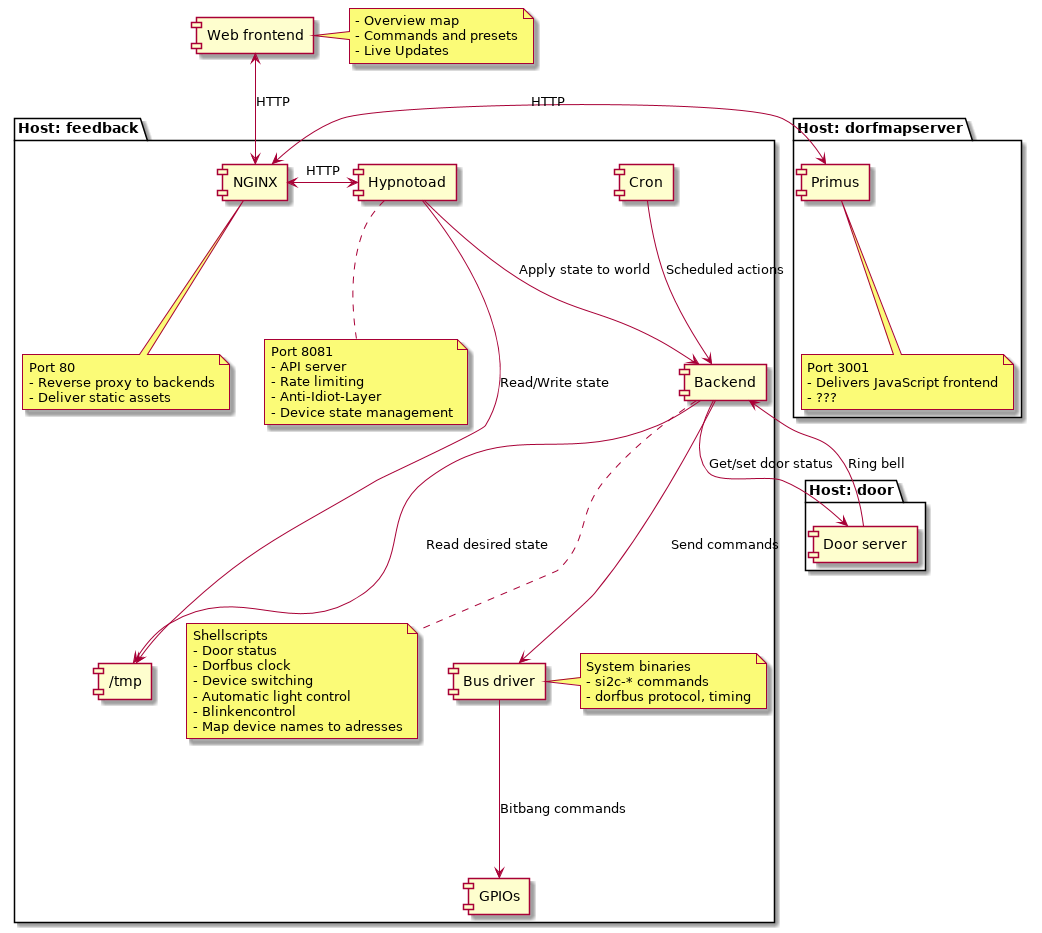 Web frontend
- Overview map
- Commands and presets
- Live Updates
HTTP
HTTP
Host: feedback
Host: dorfmapserver
NGINX
HTTP
Hypnotoad
Cron
Primus
Apply state to world
Scheduled actions
Port 80
- Reverse proxy to backends
- Deliver static assets
Port 8081
- API server
- Rate limiting
- Anti-Idiot-Layer
- Device state management
Read/Write state
Backend
Port 3001
- Delivers JavaScript frontend
- ???
Get/set door status
Ring bell
Host: door
Door server
Read desired state
Send commands
/tmp
Shellscripts
- Door status
- Dorfbus clock
- Device switching
- Automatic light control
- Blinkencontrol
- Map device names to adresses
Bus driver
System binaries
- si2c-* commands
- dorfbus protocol, timing
Bitbang commands
GPIOs